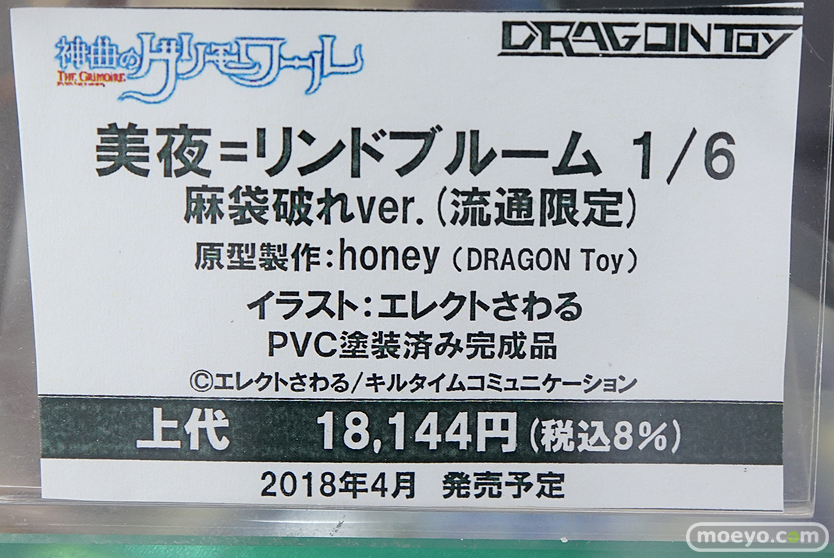 神曲のグリモワール
THE GRIMOIRE
DRAGONToy
美夜=リンドブルーム 1/6
麻袋破れver.(流通限定)
原型製作:honey(DRAGON Toy)
イラスト:エレクトさわる
PVC塗装済み完成品
©エレクトさわる/キルタイムコミュニケーション
上代 18,144円(税込8%)
2018年4月 発売予定
moeyo.com